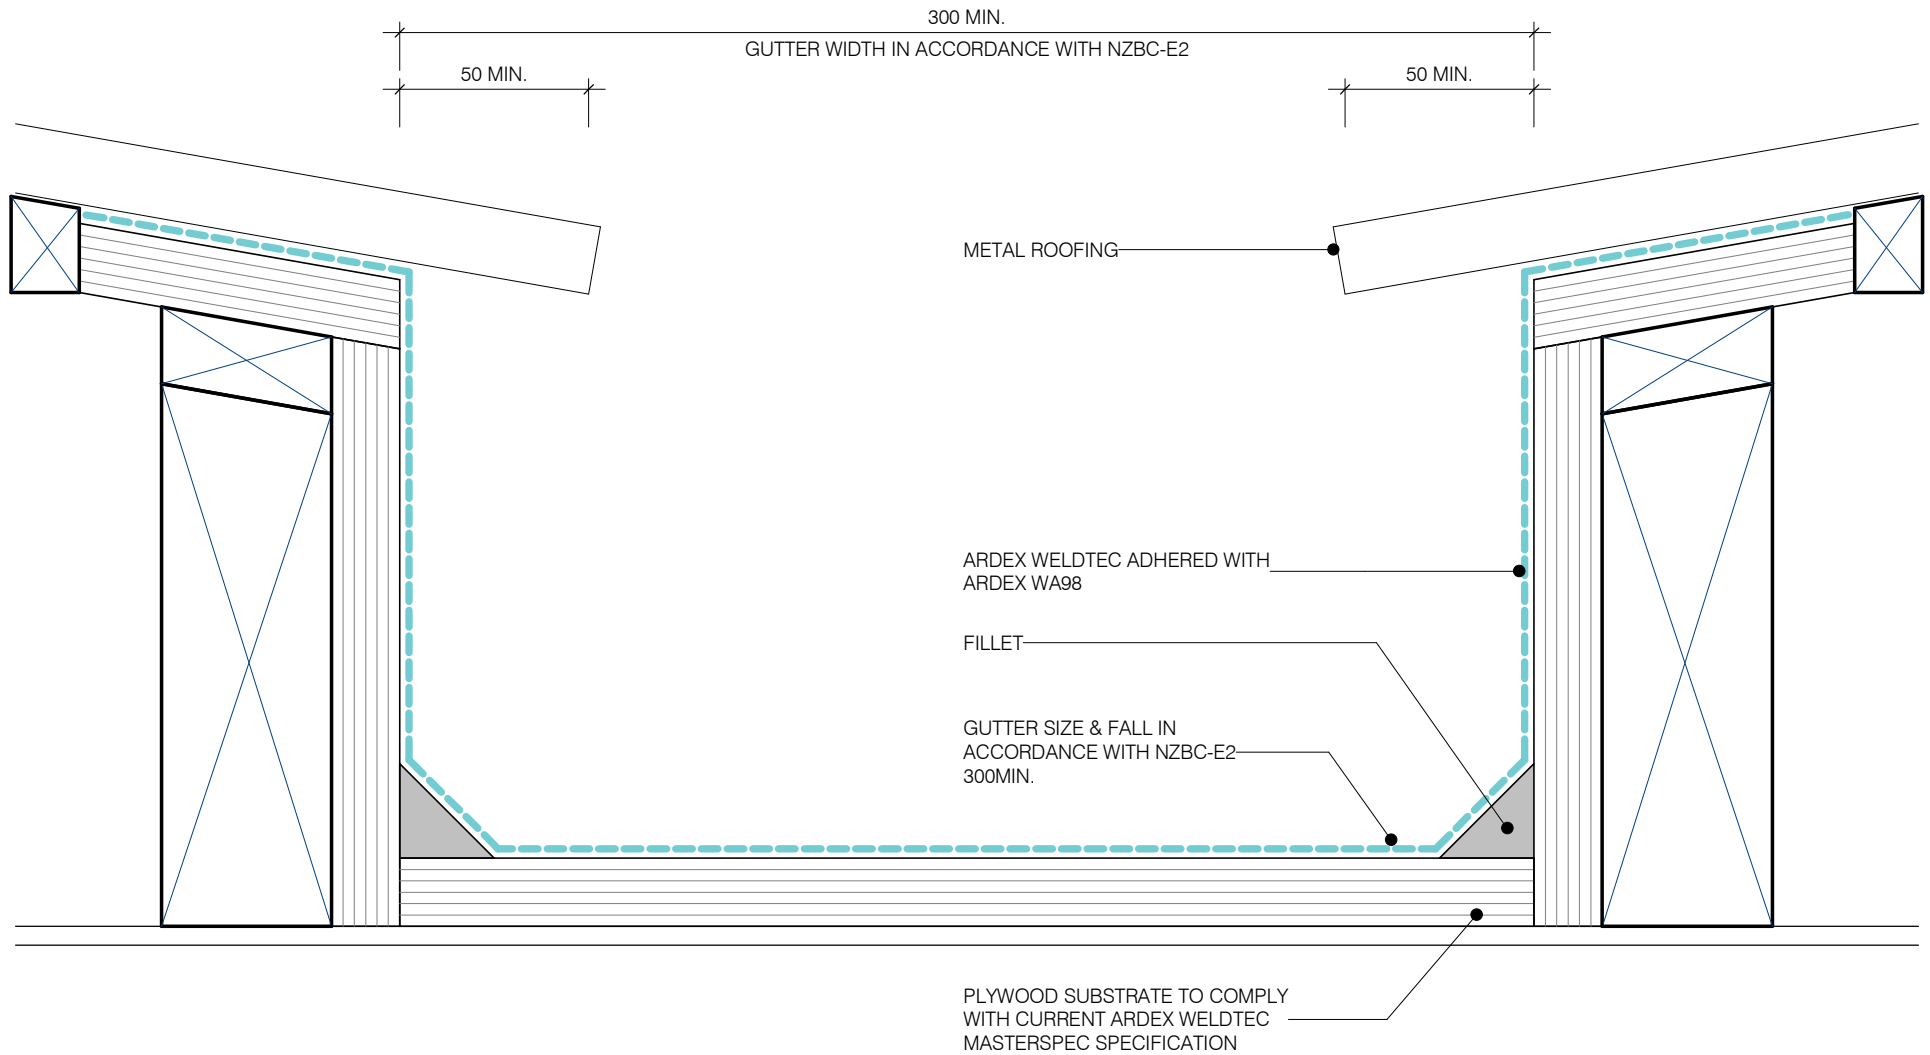 300 MIN.
GUTTER WIDTH IN ACCORDANCE WITH NZBC-E2
50 MIN.
50 MIN.
METAL ROOFING
ARDEX WELDTEC ADHERED WITH
ARDEX WA98
FILLET
GUTTER SIZE & FALL IN
ACCORDANCE WITH NZBC-E2
300MIN.
PLYWOOD SUBSTRATE TO COMPLY
WITH CURRENT ARDEX WELDTEC
MASTERSPEC SPECIFICATION